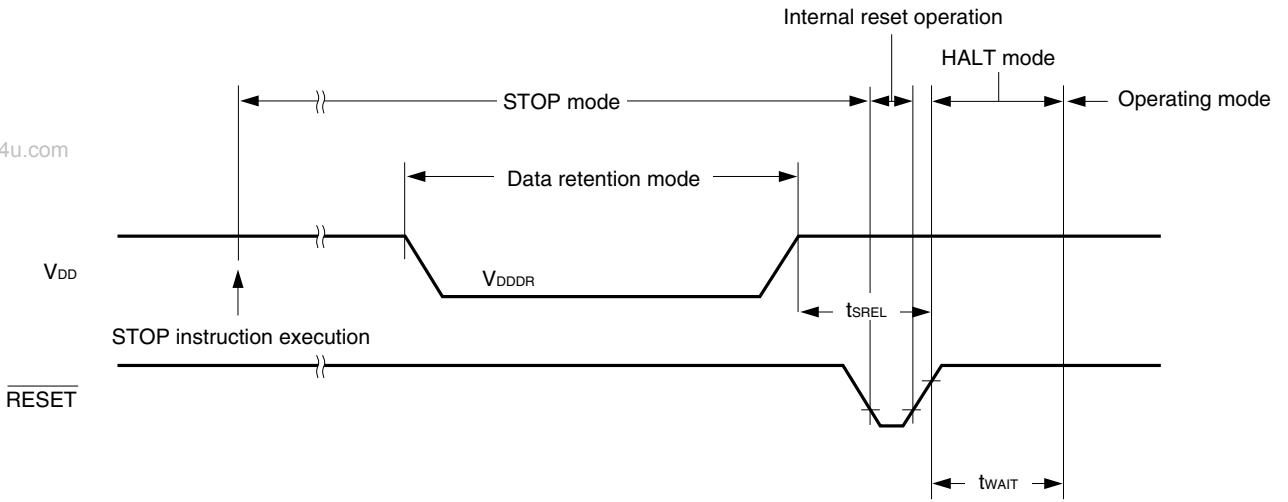 Internal reset operation
HALT mode
STOP mode
Operating mode
4u.com
Data retention mode
VDD
VDDDR
tSREL
STOP instruction execution
RESET
tWAIT